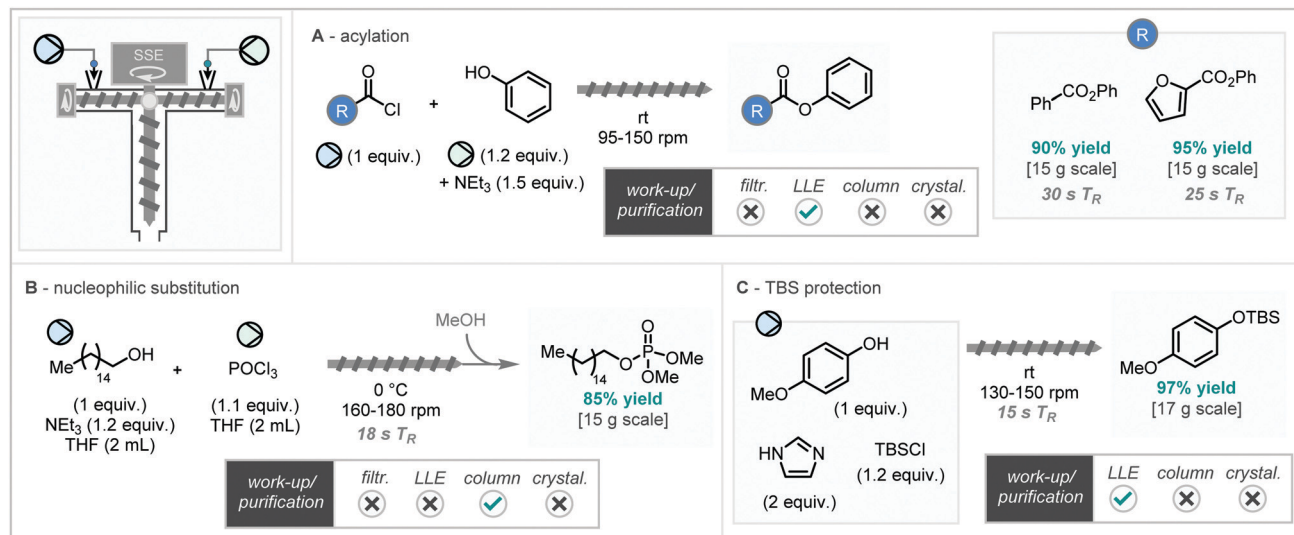 SSE
A - acylation
R
O
Cl
+
HO
(1 equiv.)
(1.2 equiv.)
+ NEt3 (1.5 equiv.)
rt
95-150 rpm
R
O
O
work-up/
purification
filtr.
LLE
column
crystal.
R
Ph
CO2Ph
90% yield
[15 g scale]
30 s TR
O
CO2Ph
95% yield
[15 g scale]
25 s TR
B - nucleophilic substitution
Me
14
OH
(1 equiv.)
NEt3 (1.2 equiv.)
THF (2 mL)
+
POCl3
(1.1 equiv.)
THF (2 mL)
MeOH
0 °C
160-180 rpm
18 s TR
Me
14
O
P
O
OMe
OMe
85% yield
[15 g scale]
work-up/
purification
filtr.
LLE
column
crystal.
C - TBS protection
OH
MeO
(1 equiv.)
HN
N
(2 equiv.)
TBSCl
(1.2 equiv.)
rt
130-150 rpm
15 s TR
OTBS
MeO
97% yield
[17 g scale]
work-up/
purification
LLE
column
crystal.